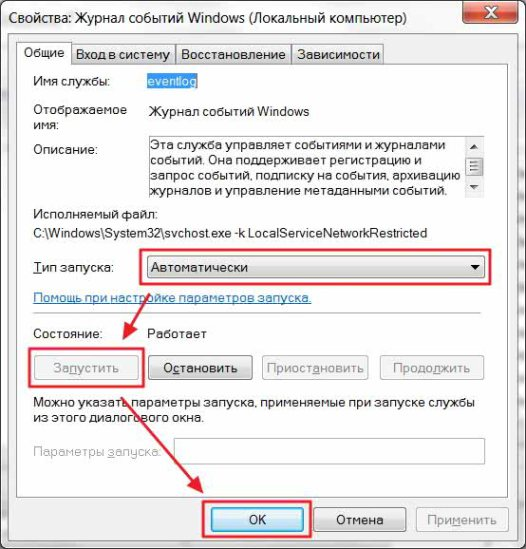 Свойства: Журнал событий Windows (Локальный компьютер)
Общие Вход в систему Восстановление Зависимости
Имя службы: eventlog
Отображаемое имя: Журнал событий Windows
Описание: Эта служба управляет событиями и журналами
событий. Она поддерживает регистрацию и
запрос событий, подписку на события, архивацию
журналов и управление метаданными событий.
Исполняемый файл:
C:\Windows\System32\svchost.exe -k LocalServiceNetworkRestricted
Тип запуска: Автоматически
Помощь при настройке параметров запуска.
Состояние: Работает
Запустить Остановить Приостановить Продолжить
Можно указать параметры запуска, применяемые при запуске службы
из этого диалогового окна.
Параметры запуска:
ОК Отмена Применить